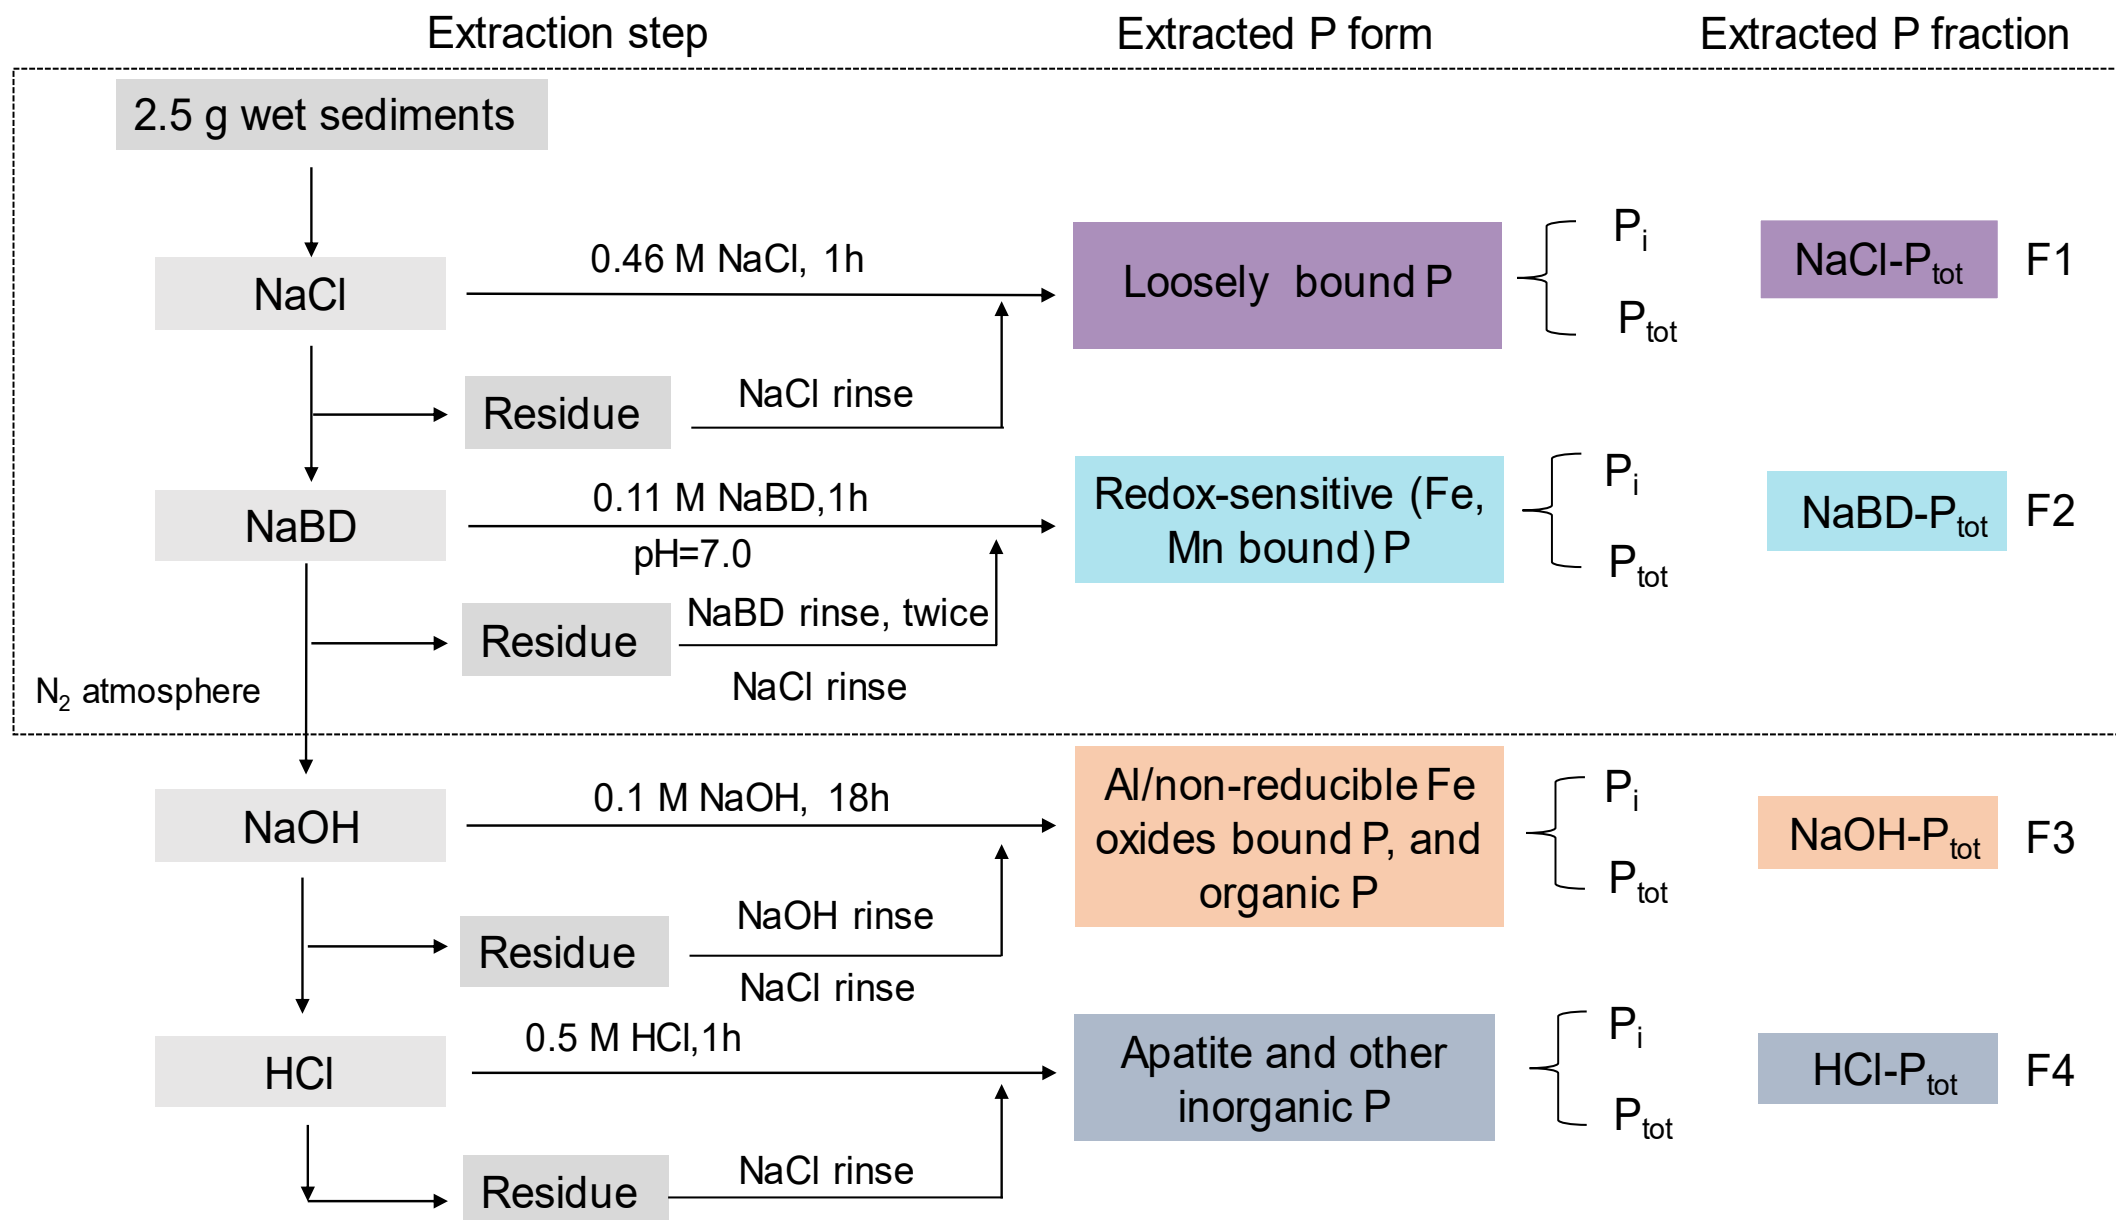 Extraction step
Extracted P form
Extracted P fraction
2.5 g wet sediments
NaCl
0.46 M NaCl, 1h
Loosely bound P
Pi
Ptot
NaCl-Ptot
F1
Residue
NaCl rinse
NaBD
0.11 M NaBD,1h
pH=7.0
Redox-sensitive (Fe,
Mn bound) P
Pi
Ptot
NaBD-Ptot
F2
Residue
NaBD rinse, twice
NaCl rinse
N2 atmosphere
NaOH
0.1 M NaOH, 18h
Al/non-reducible Fe
oxides bound P, and
organic P
Pi
Ptot
NaOH-Ptot
F3
Residue
NaOH rinse
NaCl rinse
HCl
0.5 M HCl,1h
Apatite and other
inorganic P
Pi
Ptot
HCl-Ptot
F4
Residue
NaCl rinse